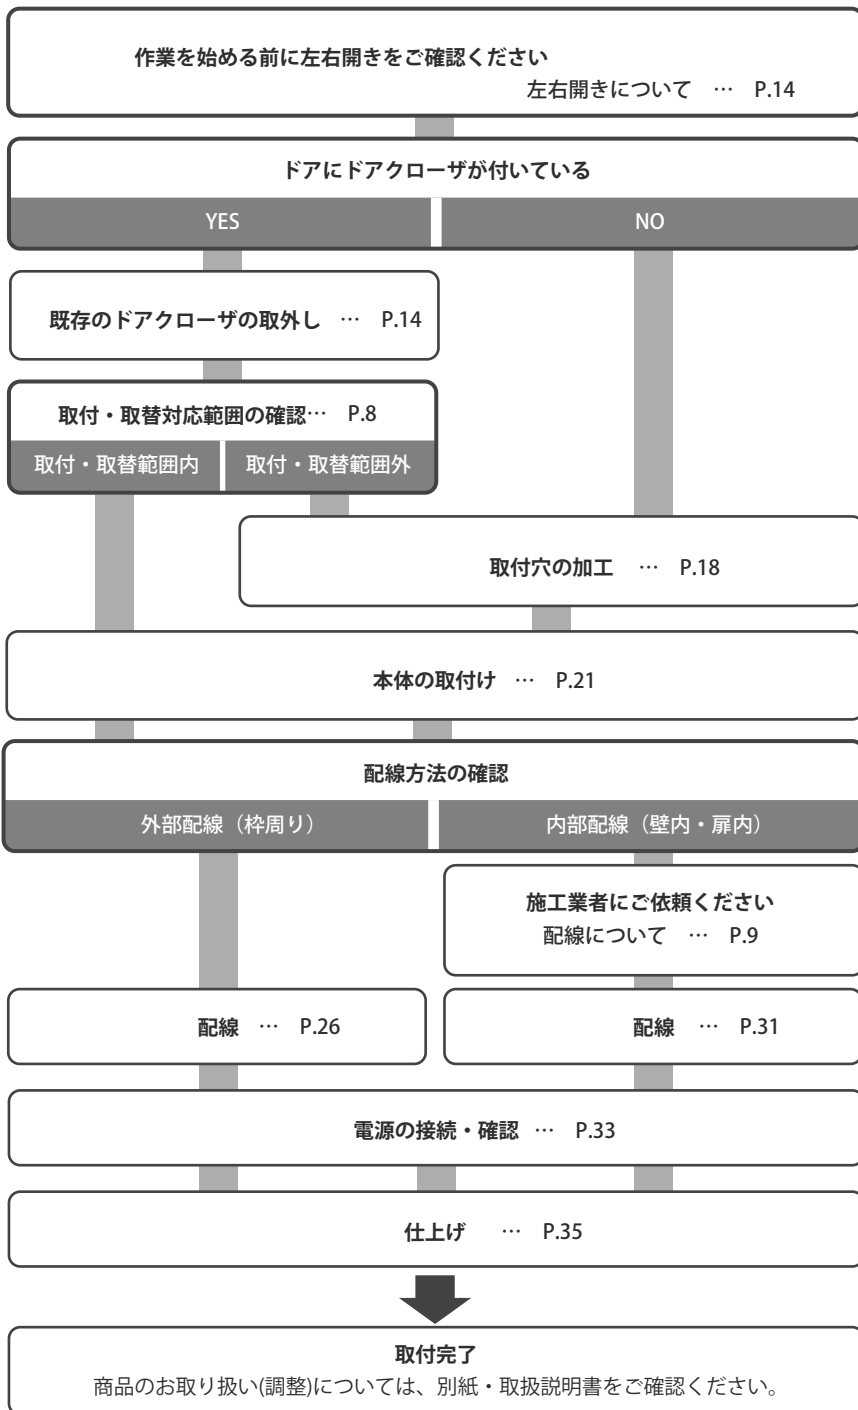 作業を始める前に左右開きをご確認ください
左右開きについて … P.14
ドアにドアクローザが付いている
YES
NO
既存のドアクローザの取外し … P.14
取付・取替対応範囲の確認… P.8
取付・取替範囲内
取付・取替範囲外
取付穴の加工 … P.18
本体の取付け … P.21
配線方法の確認
外部配線（枠周り）
内部配線（壁内・扉内）
施工業者にご依頼ください
配線について … P.9
配線 … P.26
配線 … P.31
電源の接続・確認 … P.33
仕上げ … P.35
取付完了
商品のお取り扱い(調整)については、別紙・取扱説明書をご確認ください。